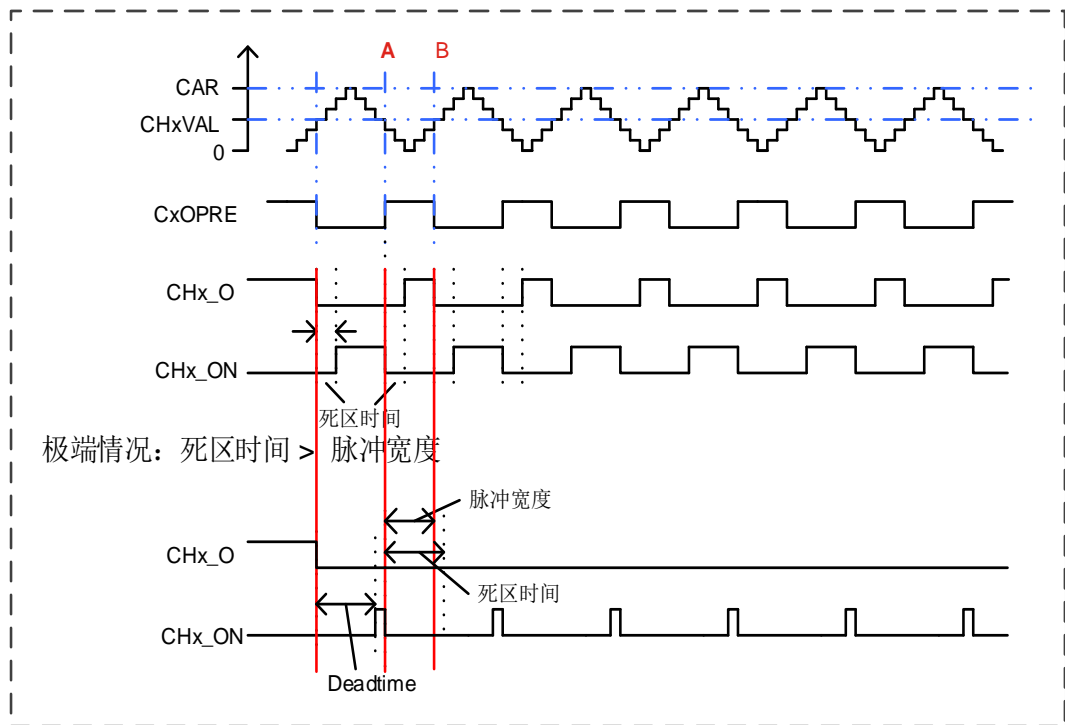 A B
CAR
CHxVAL
0
CxOPRE
CHx_O
CHx_ON
死区时间
极端情况：死区时间 > 脉冲宽度
脉冲宽度
CHx_O
死区时间
CHx_ON
Deadtime